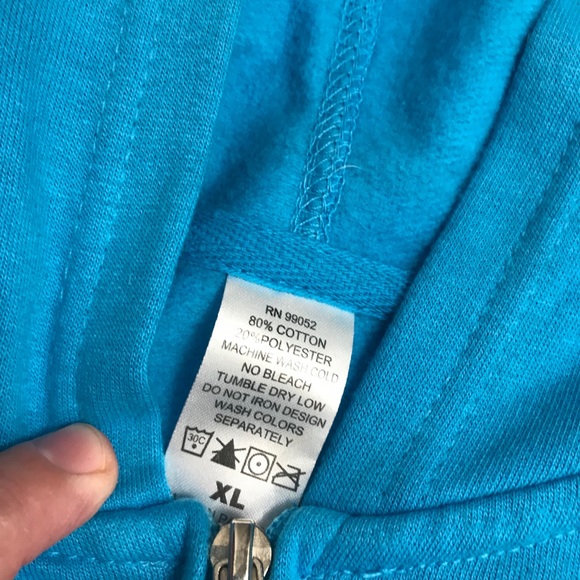 RN 99052
80% COTTON
20%POLYESTER
MACHINE WASH COLD
NO BLEACH
TUMBLE DRY LOW
DO NOT IRON DESIGN
WASH COLORS
SEPARATELY
30C
XL